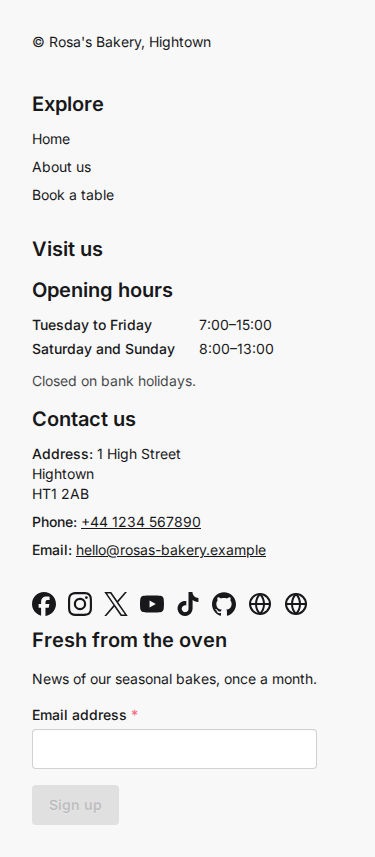 © Rosa's Bakery, Hightown
Explore
Home
About us
Book a table
Visit us
Opening hours
Tuesday to Friday 7:00–15:00
Saturday and Sunday 8:00–13:00
Closed on bank holidays.
Contact us
Address: 1 High Street
Hightown
HT1 2AB
Phone: +44 1234 567890
Email: hello@rosas-bakery.example
Fresh from the oven
News of our seasonal bakes, once a month.
Email address *
Sign up